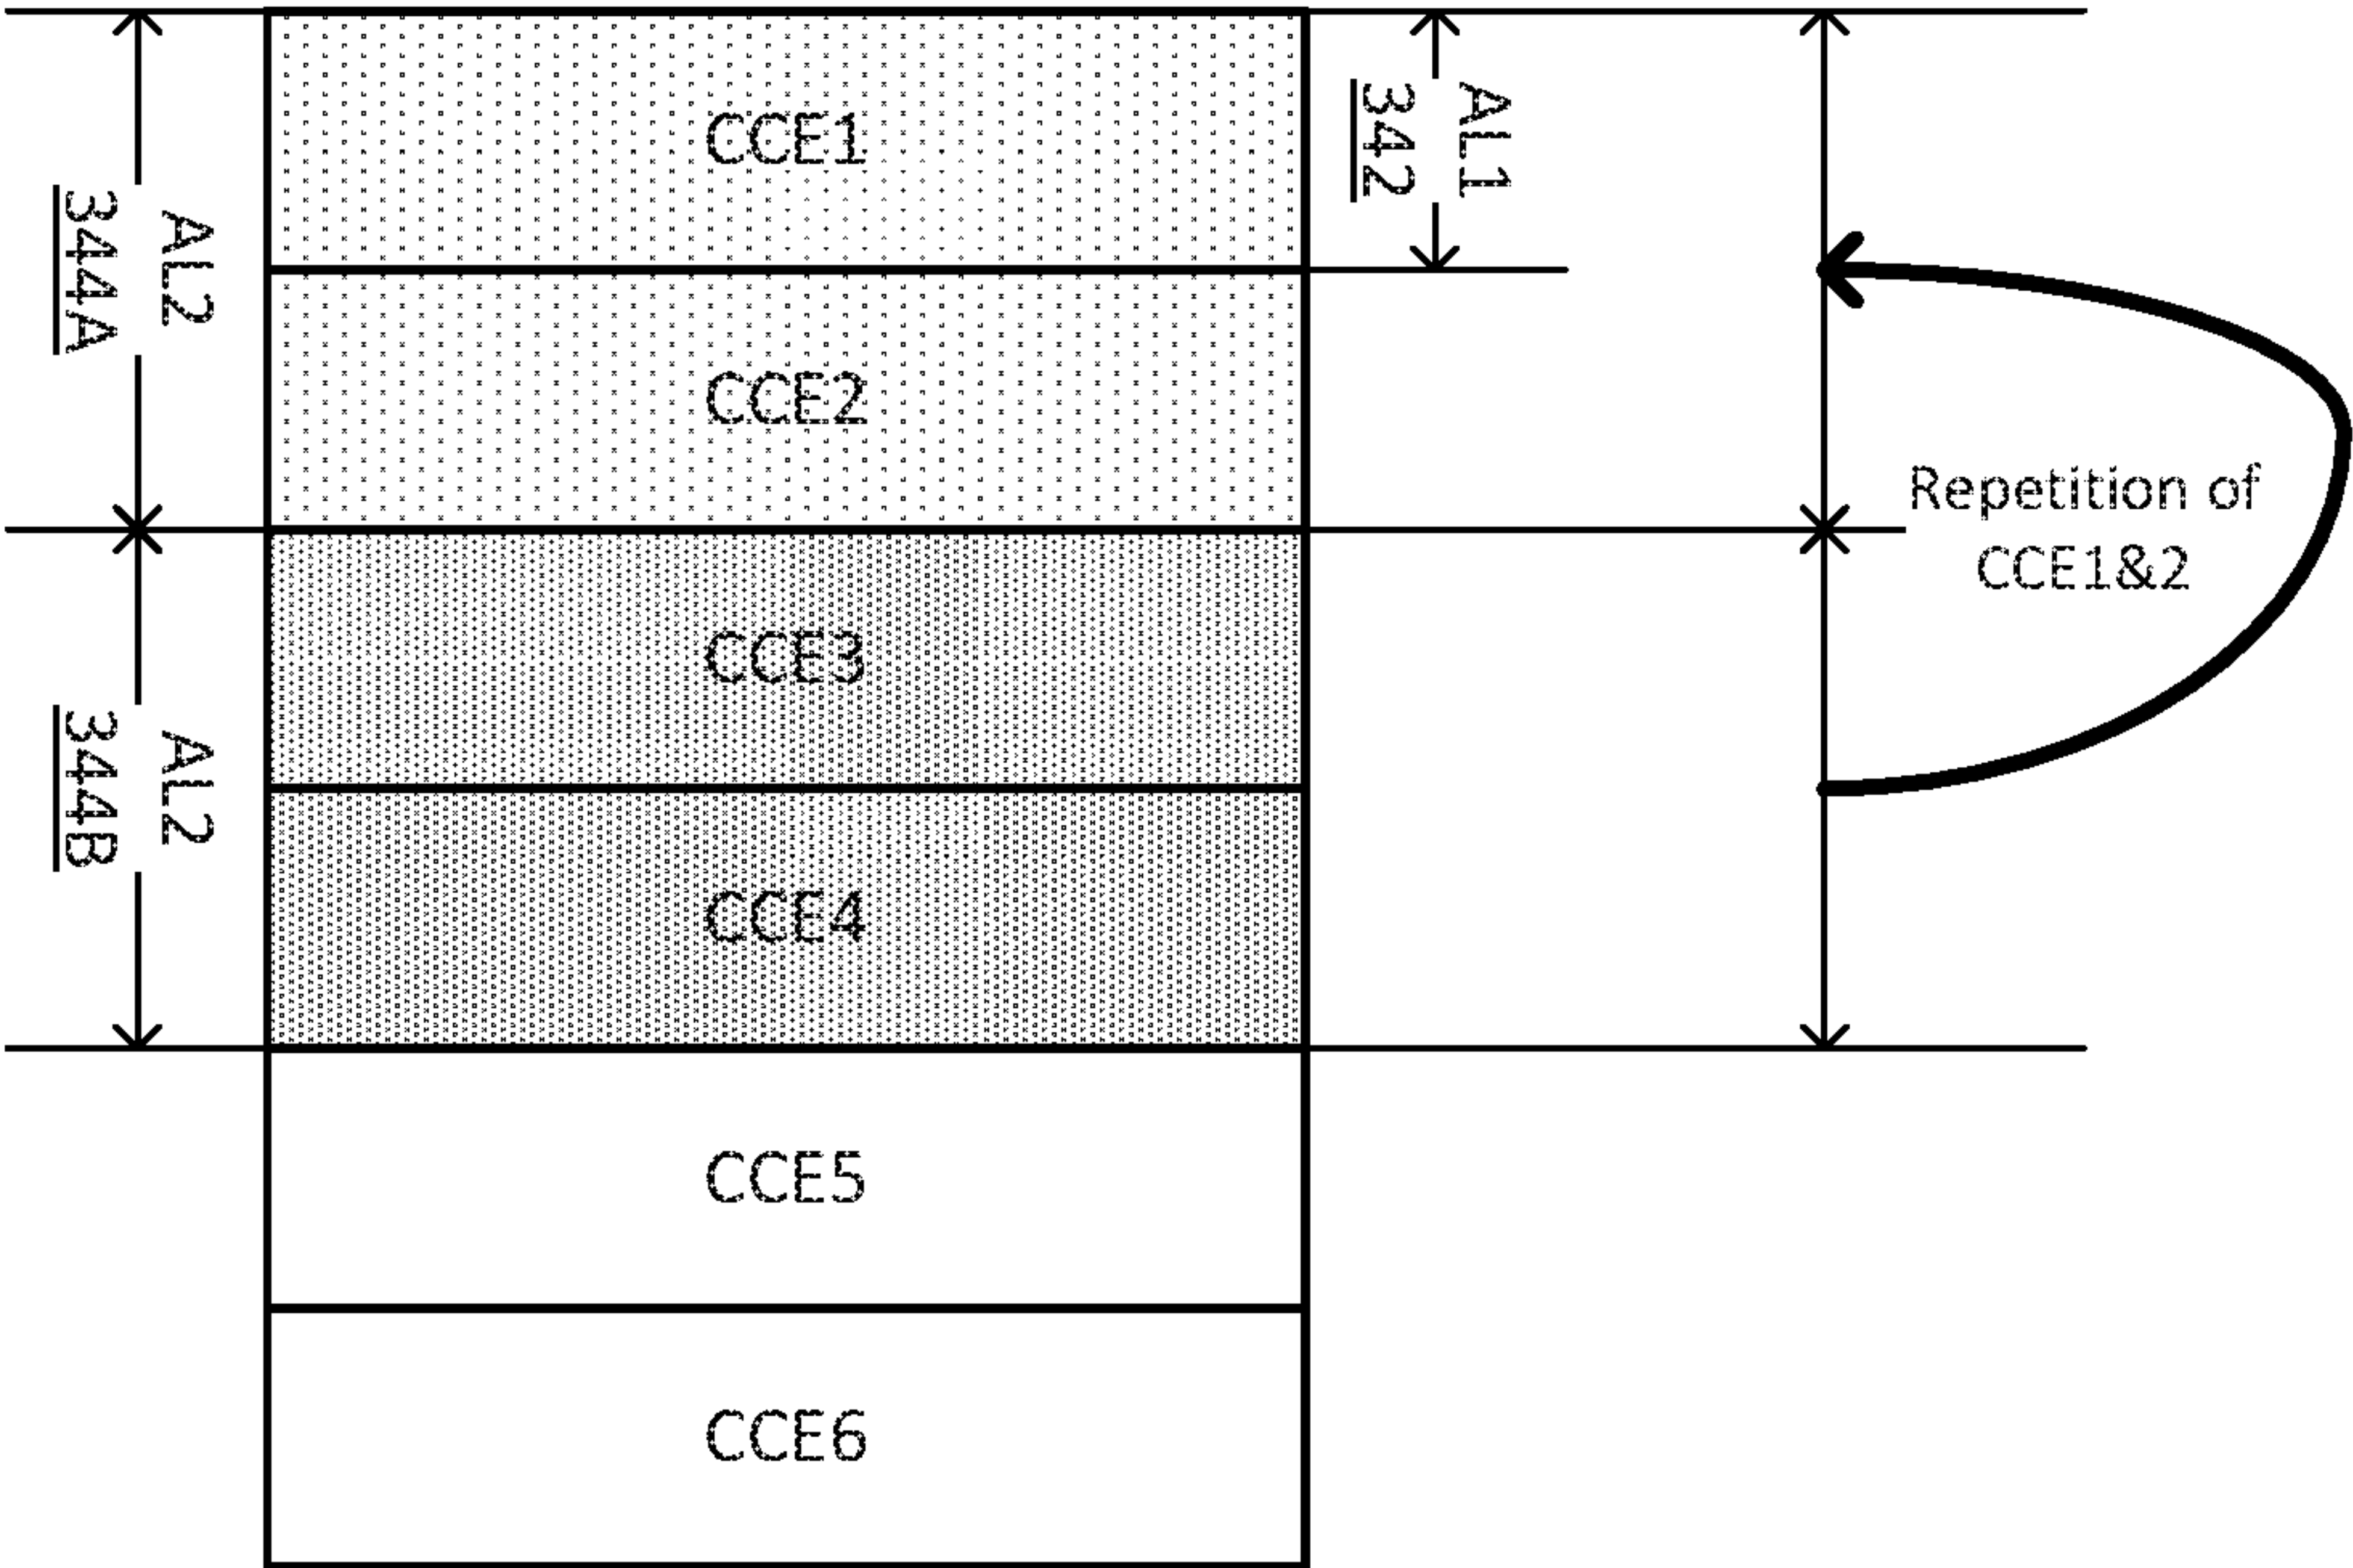 AL2
344A
CCE1
AL1
342
CCE2
Repetition of
CCE1&2
CCE3
AL2
344B
CCE4
CCE5
CCE6